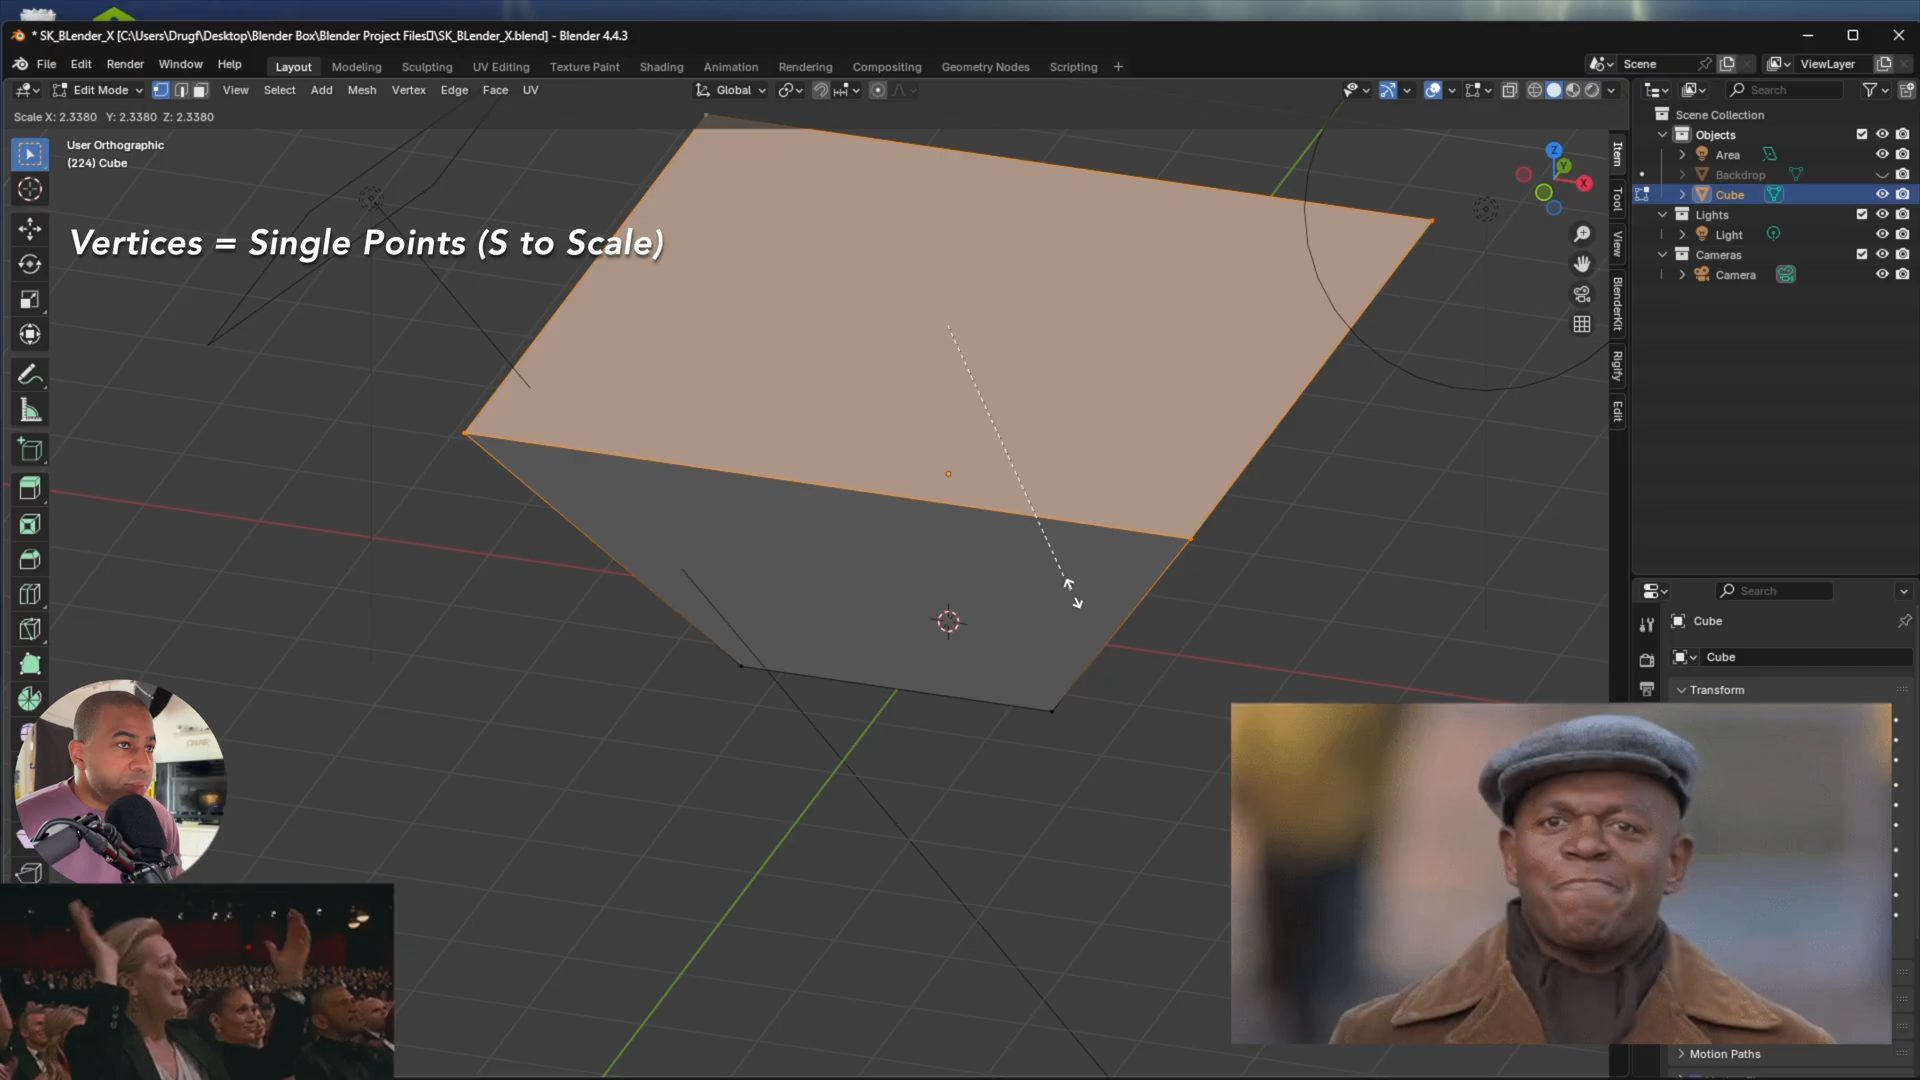 * SK_BLender_X [C:\Users\Drugf\Desktop\Blender Box\Blender Project Files\SK_BLender_X.blend] - Blender 4.4.3
File Edit Render Window Help Layout Modeling Sculpting UV Editing Texture Paint Shading Animation Rendering Compositing Geometry Nodes Scripting + Scene ViewLayer
Edit Mode View Select Add Mesh Vertex Edge Face UV Global Search
Scale X: 2.3380 Y: 2.3380 Z: 2.3380
Scene Collection
Objects
Area
Backdrop
Cube
Lights
Light
Cameras
Camera
User Orthographic
(224) Cube
Z
Y
X
Item
Tool
View
BlenderKit
Rigify
Edit
Vertices = Single Points (S to Scale)
Search
Cube
Cube
Transform
Motion Paths